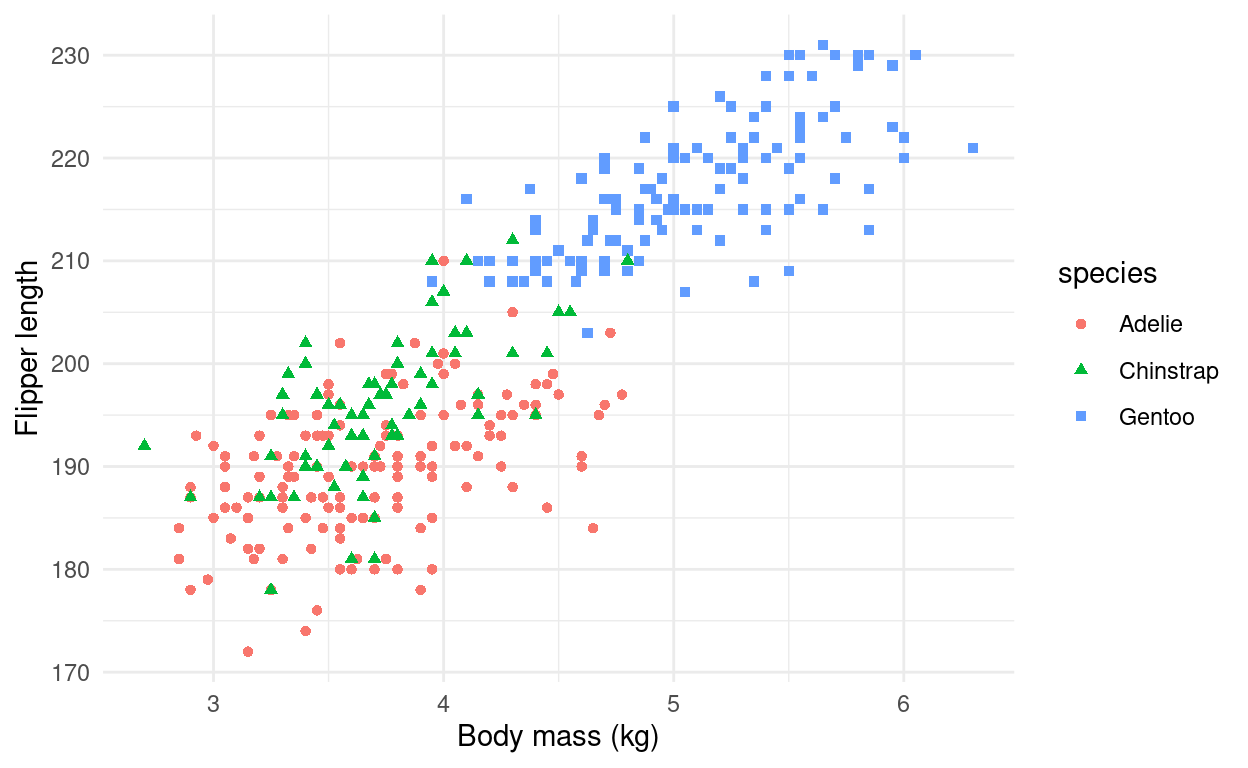 230
220
210
200
190
180
170
3 4 5 6
Body mass (kg)
Flipper length
species
Adelie
Chinstrap
Gentoo